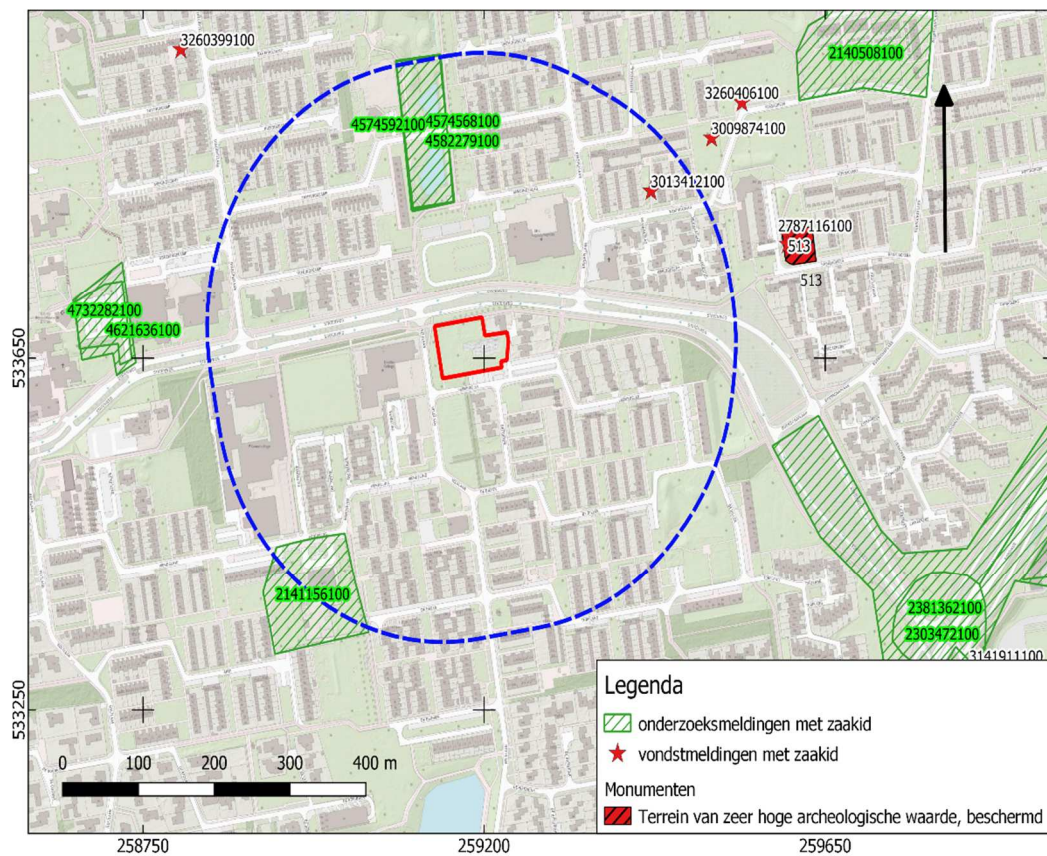 3260399100
2140508100
3260406100
4574592100 4574568100
4582279100
3009874100
3013412100
2787116100
513
513
4732282100
4621636100
533650
2141156100
2381362100
2303472100
3141911100
533250
Legenda
onderzoeksmeldingen met zaakid
vondstmeldingen met zaakid
Monumenten
Terrein van zeer hoge archeologische waarde, beschermd
0 100 200 300 400 m
258750 259200 259650